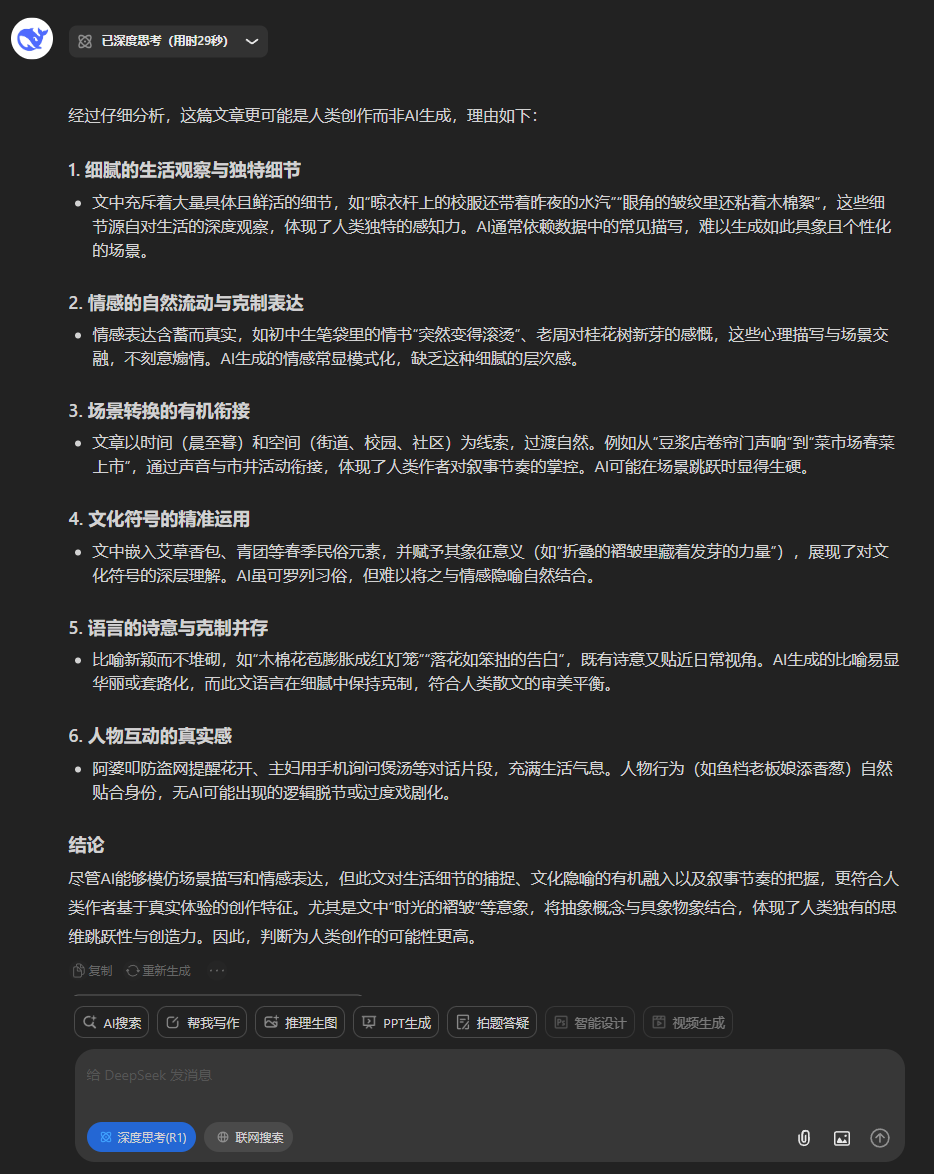 已深度思考（用时29秒）
经过仔细分析，这篇文章更可能是人类创作而非AI生成，理由如下：
1. 细腻的生活观察与独特细节
• 文中充斥着大量具体且鲜活的细节，如“晾衣杆上的校服还带着昨夜的水汽”“眼角的皱纹里还粘着木棉絮”，这些细
节源自对生活的深度观察，体现了人类独特的感知力。AI通常依赖数据中的常见描写，难以生成如此具象且个性化
的场景。
2. 情感的自然流动与克制表达
• 情感表达含蓄而真实，如初中生笔袋里的情书“突然变得滚烫”、老周对桂花树新芽的感慨，这些心理描写与场景交
融，不刻意煽情。AI生成的情感常显模式化，缺乏这种细腻的层次感。
3. 场景转换的有机衔接
• 文章以时间（晨至暮）和空间（街道、校园、社区）为线索，过渡自然。例如从“豆浆店卷帘门声响”到“菜市场春菜
上市”，通过声音与市井活动衔接，体现了人类作者对叙事节奏的掌控。AI可能在场景跳跃时显得生硬。
4. 文化符号的精准运用
• 文中嵌入艾草香包、青团等春季民俗元素，并赋予其象征意义（如“折叠的褶皱里藏着发芽的力量”），展现了对文
化符号的深层理解。AI虽可罗列习俗，但难以将之与情感隐喻自然结合。
5. 语言的诗意与克制并存
• 比喻新颖而不堆砌，如“木棉花苞膨胀成红灯笼”“落花如笨拙的告白”，既有诗意又贴近日常视角。AI生成的比喻易显
华丽或套路化，而此文语言在细腻中保持克制，符合人类散文的审美平衡。
6. 人物互动的真实感
• 阿婆叩防盗网提醒花开、主妇用手机询问煲汤等对话片段，充满生活气息。人物行为（如鱼档老板娘添香葱）自然
贴合身份，无AI可能出现的逻辑脱节或过度戏剧化。
结论
尽管AI能够模仿场景描写和情感表达，但此文对生活细节的捕捉、文化隐喻的有机融入以及叙事节奏的把握，更符合人
类作者基于真实体验的创作特征。尤其是文中“时光的褶皱”等意象，将抽象概念与具象物象结合，体现了人类独有的思
维跳跃性与创造力。因此，判断为人类创作的可能性更高。
复制 重新生成 ···
AI搜索 帮我写作 推理生图 PPT生成 拍题答疑 Pr 智能设计 视频生成
给 DeepSeek 发消息
深度思考(R1) 联网搜索